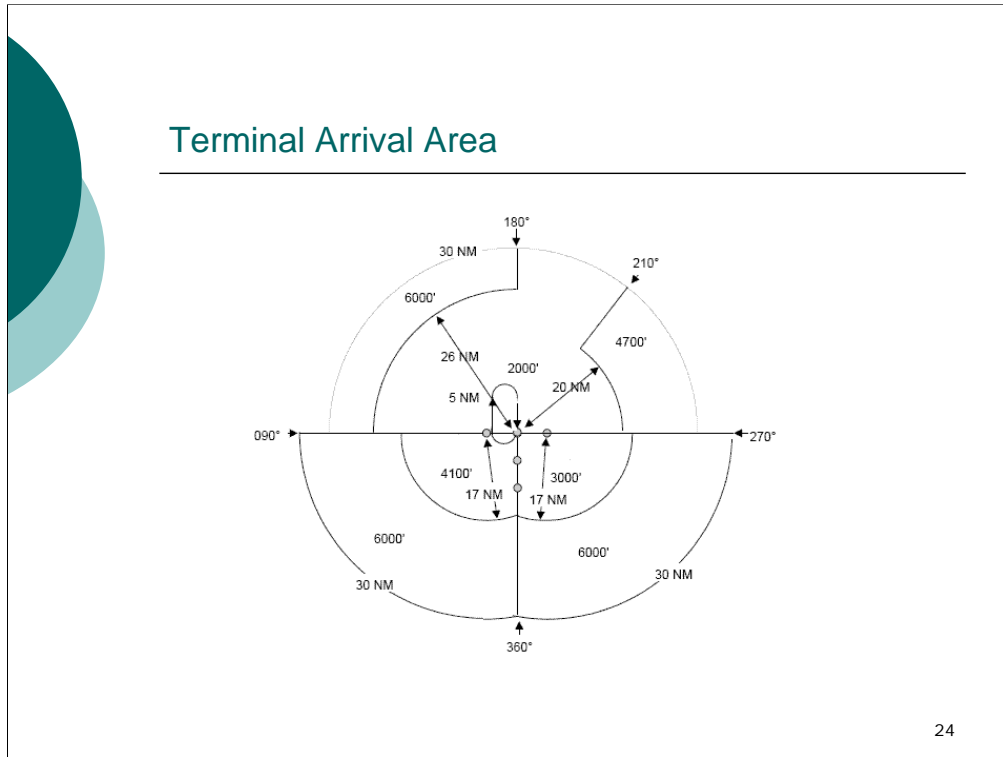 Terminal Arrival Area
180°
30 NM
210°
6000'
4700'
26 NM
2000'
20 NM
5 NM
090°
270°
4100'
3000'
17 NM
17 NM
6000'
6000'
30 NM
30 NM
360°
24